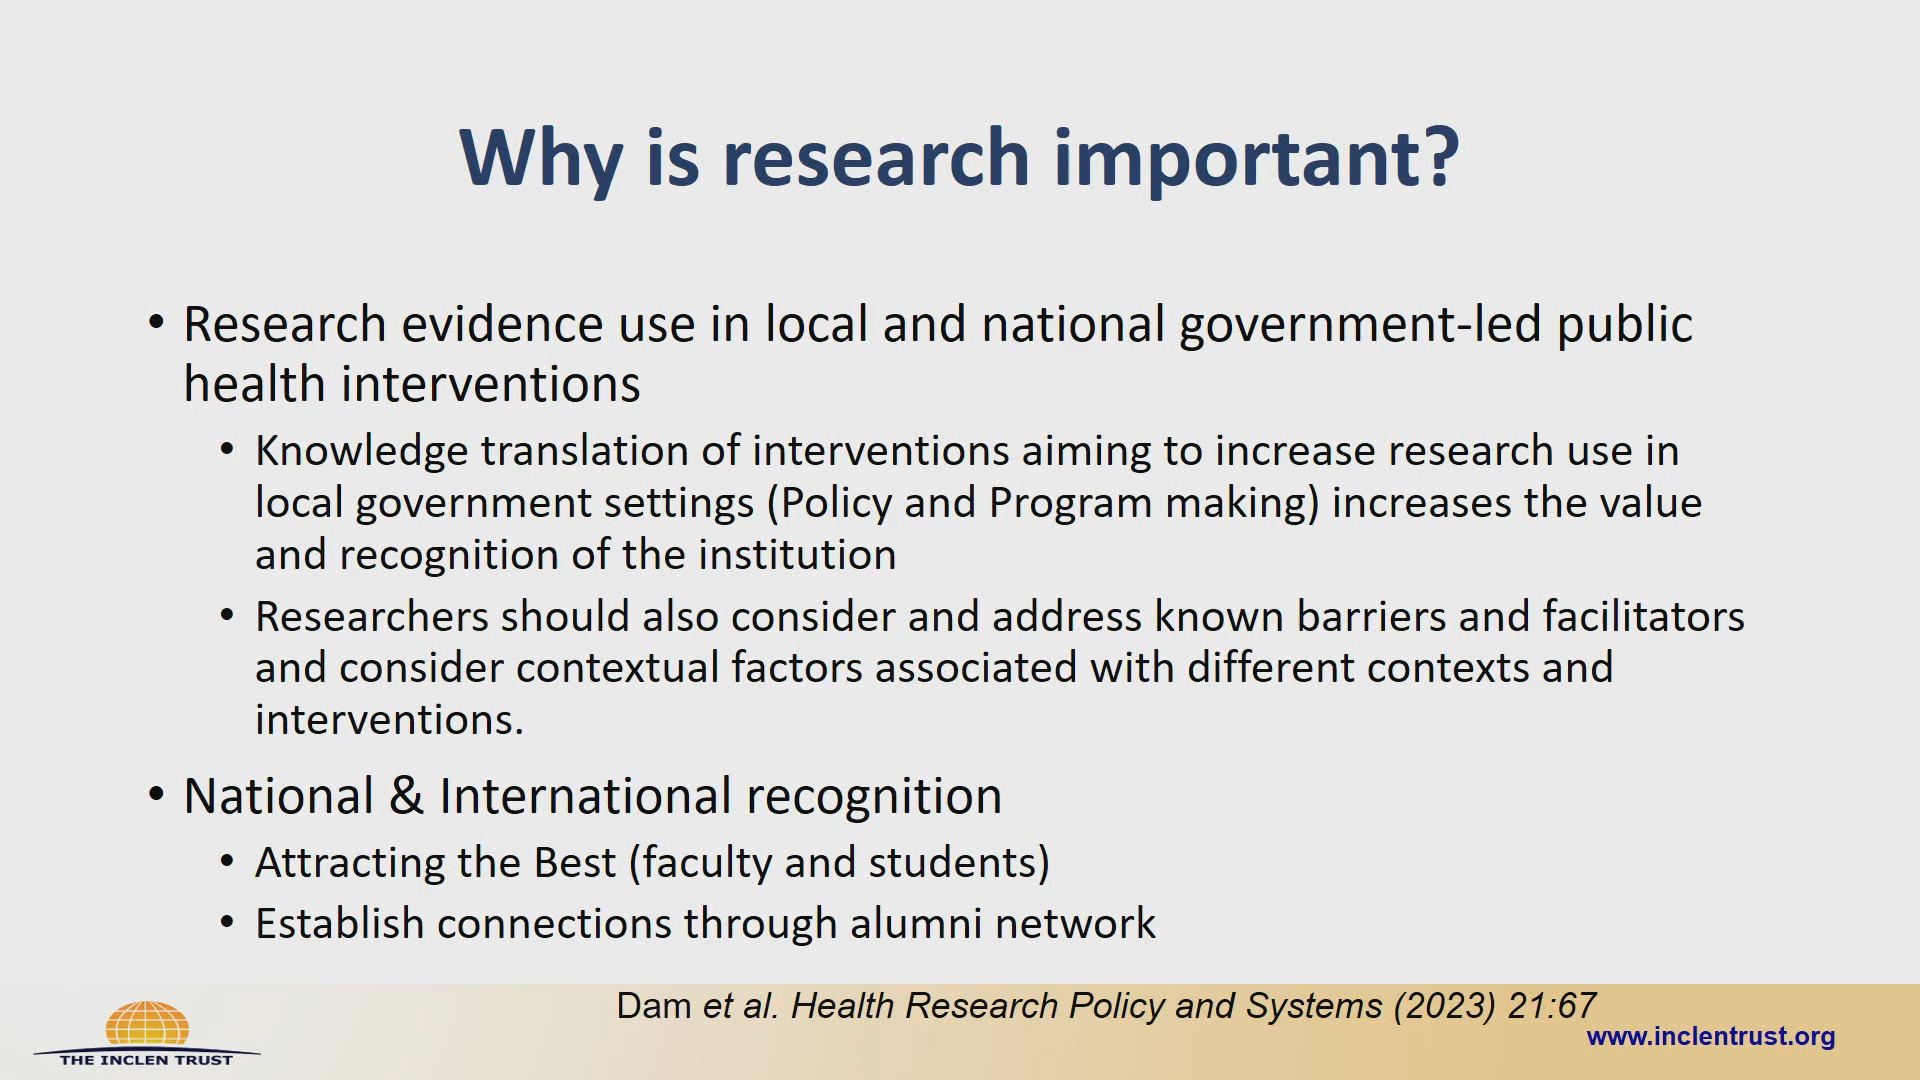 Why is research important?
• Research evidence use in local and national government-led public
health interventions
• Knowledge translation of interventions aiming to increase research use in
local government settings (Policy and Program making) increases the value
and recognition of the institution
• Researchers should also consider and address known barriers and facilitators
and consider contextual factors associated with different contexts and
interventions.
• National & International recognition
• Attracting the Best (faculty and students)
• Establish connections through alumni network
Dam et al. Health Research Policy and Systems (2023) 21:67
www.inclentrust.org
THE INCLEN TRUST